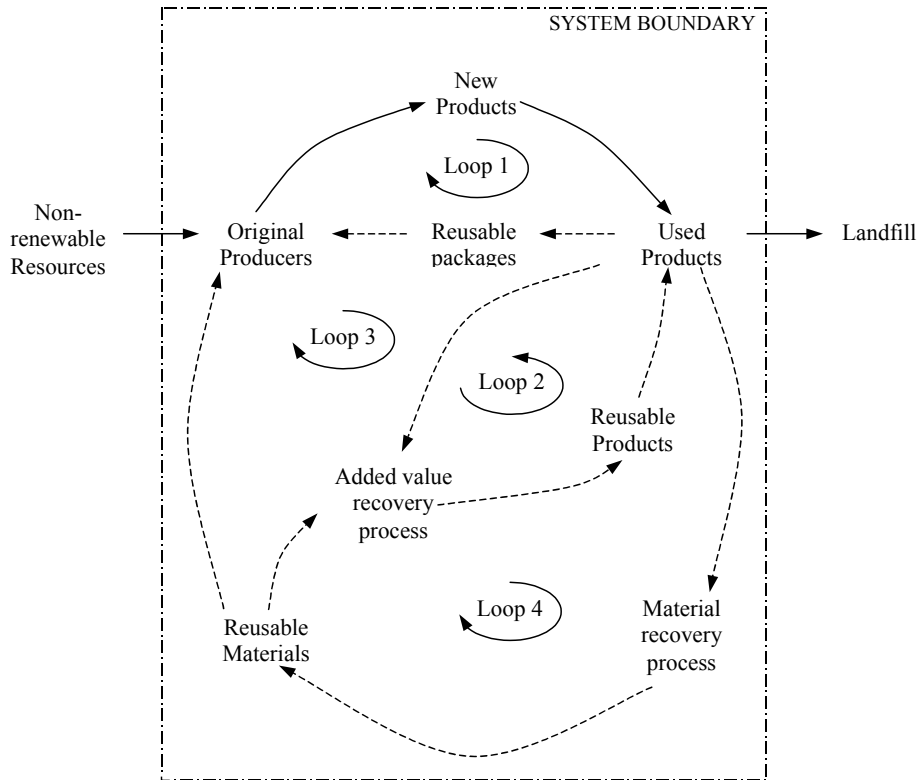 SYSTEM BOUNDARY
New
Products
Loop 1
Non-
renewable
Resources
Original
Producers
Reusable
packages
Used
Products
Landfill
Loop 3
Loop 2
Reusable
Products
Added value
recovery
process
Loop 4
Reusable
Materials
Material
recovery
process